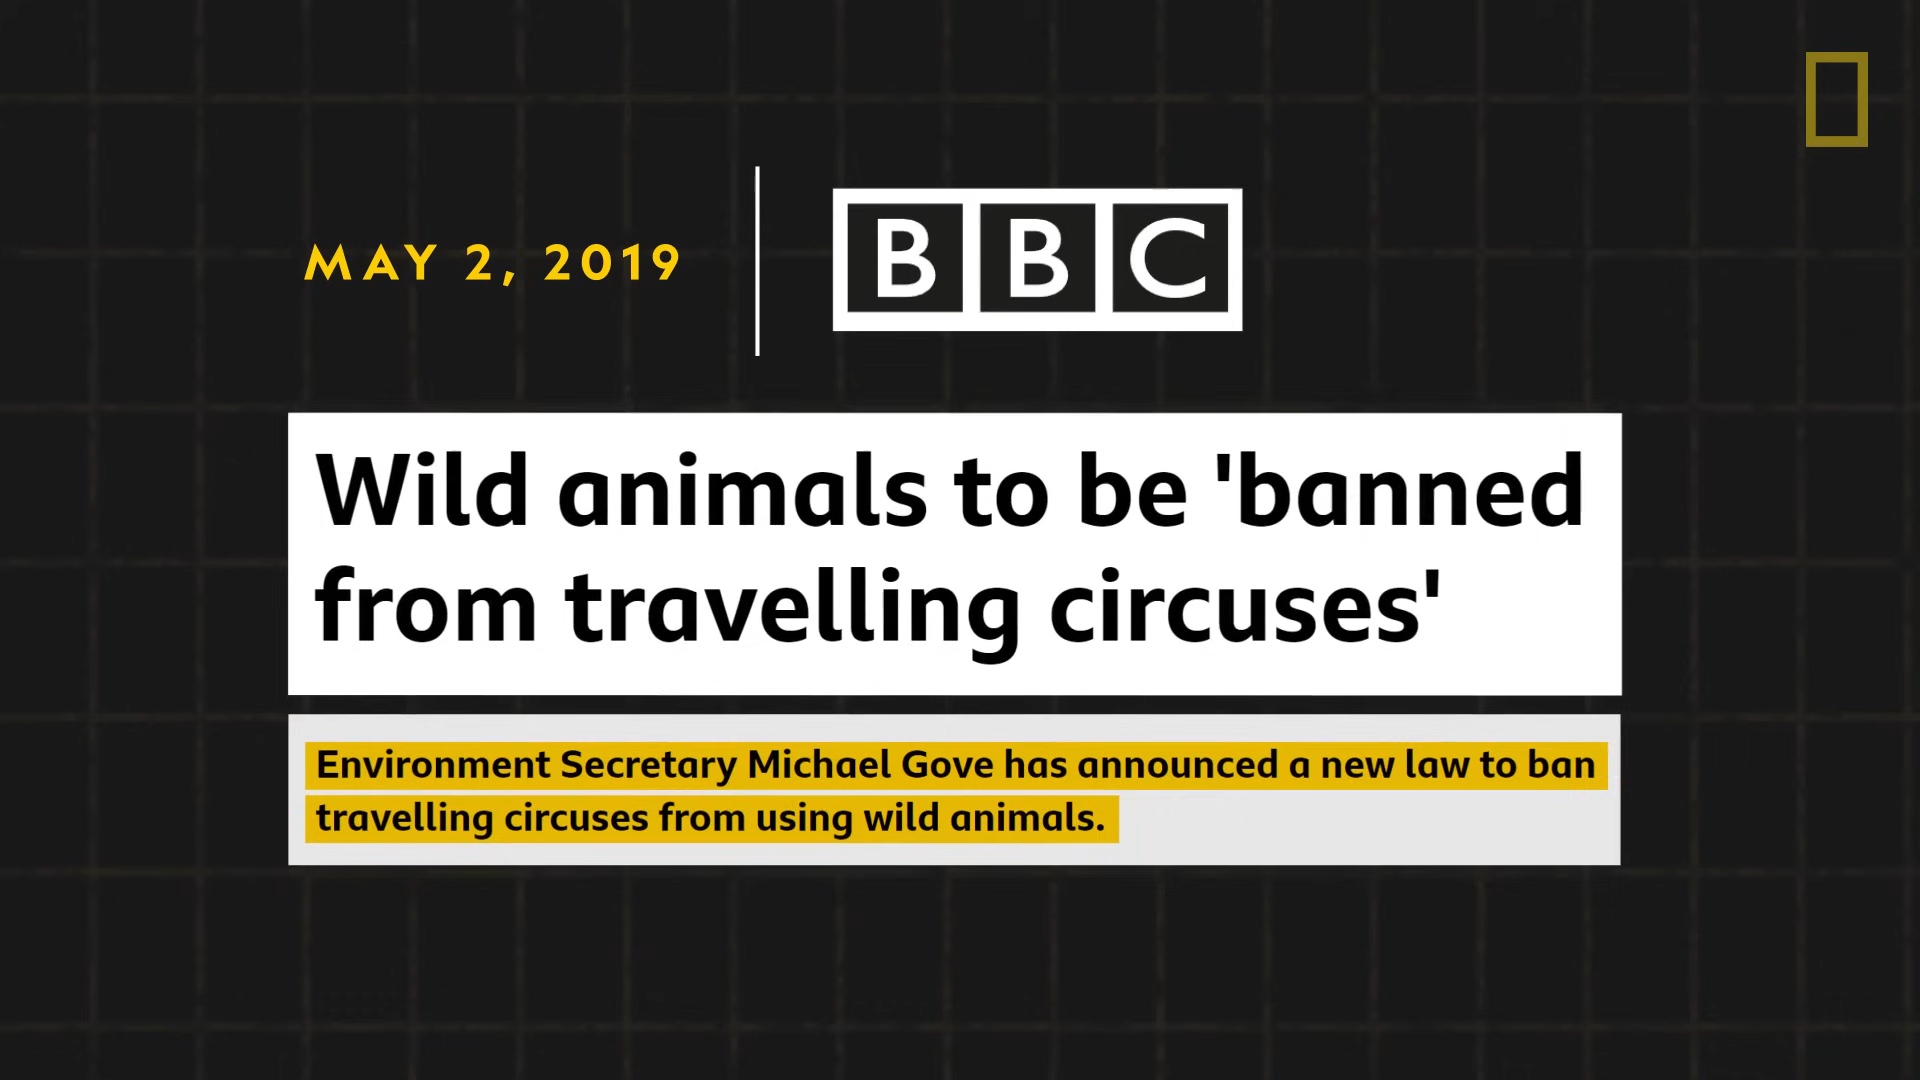 MAY 2, 2019
BBC
Wild animals to be 'banned
from travelling circuses'
Environment Secretary Michael Gove has announced a new law to ban
travelling circuses from using wild animals.